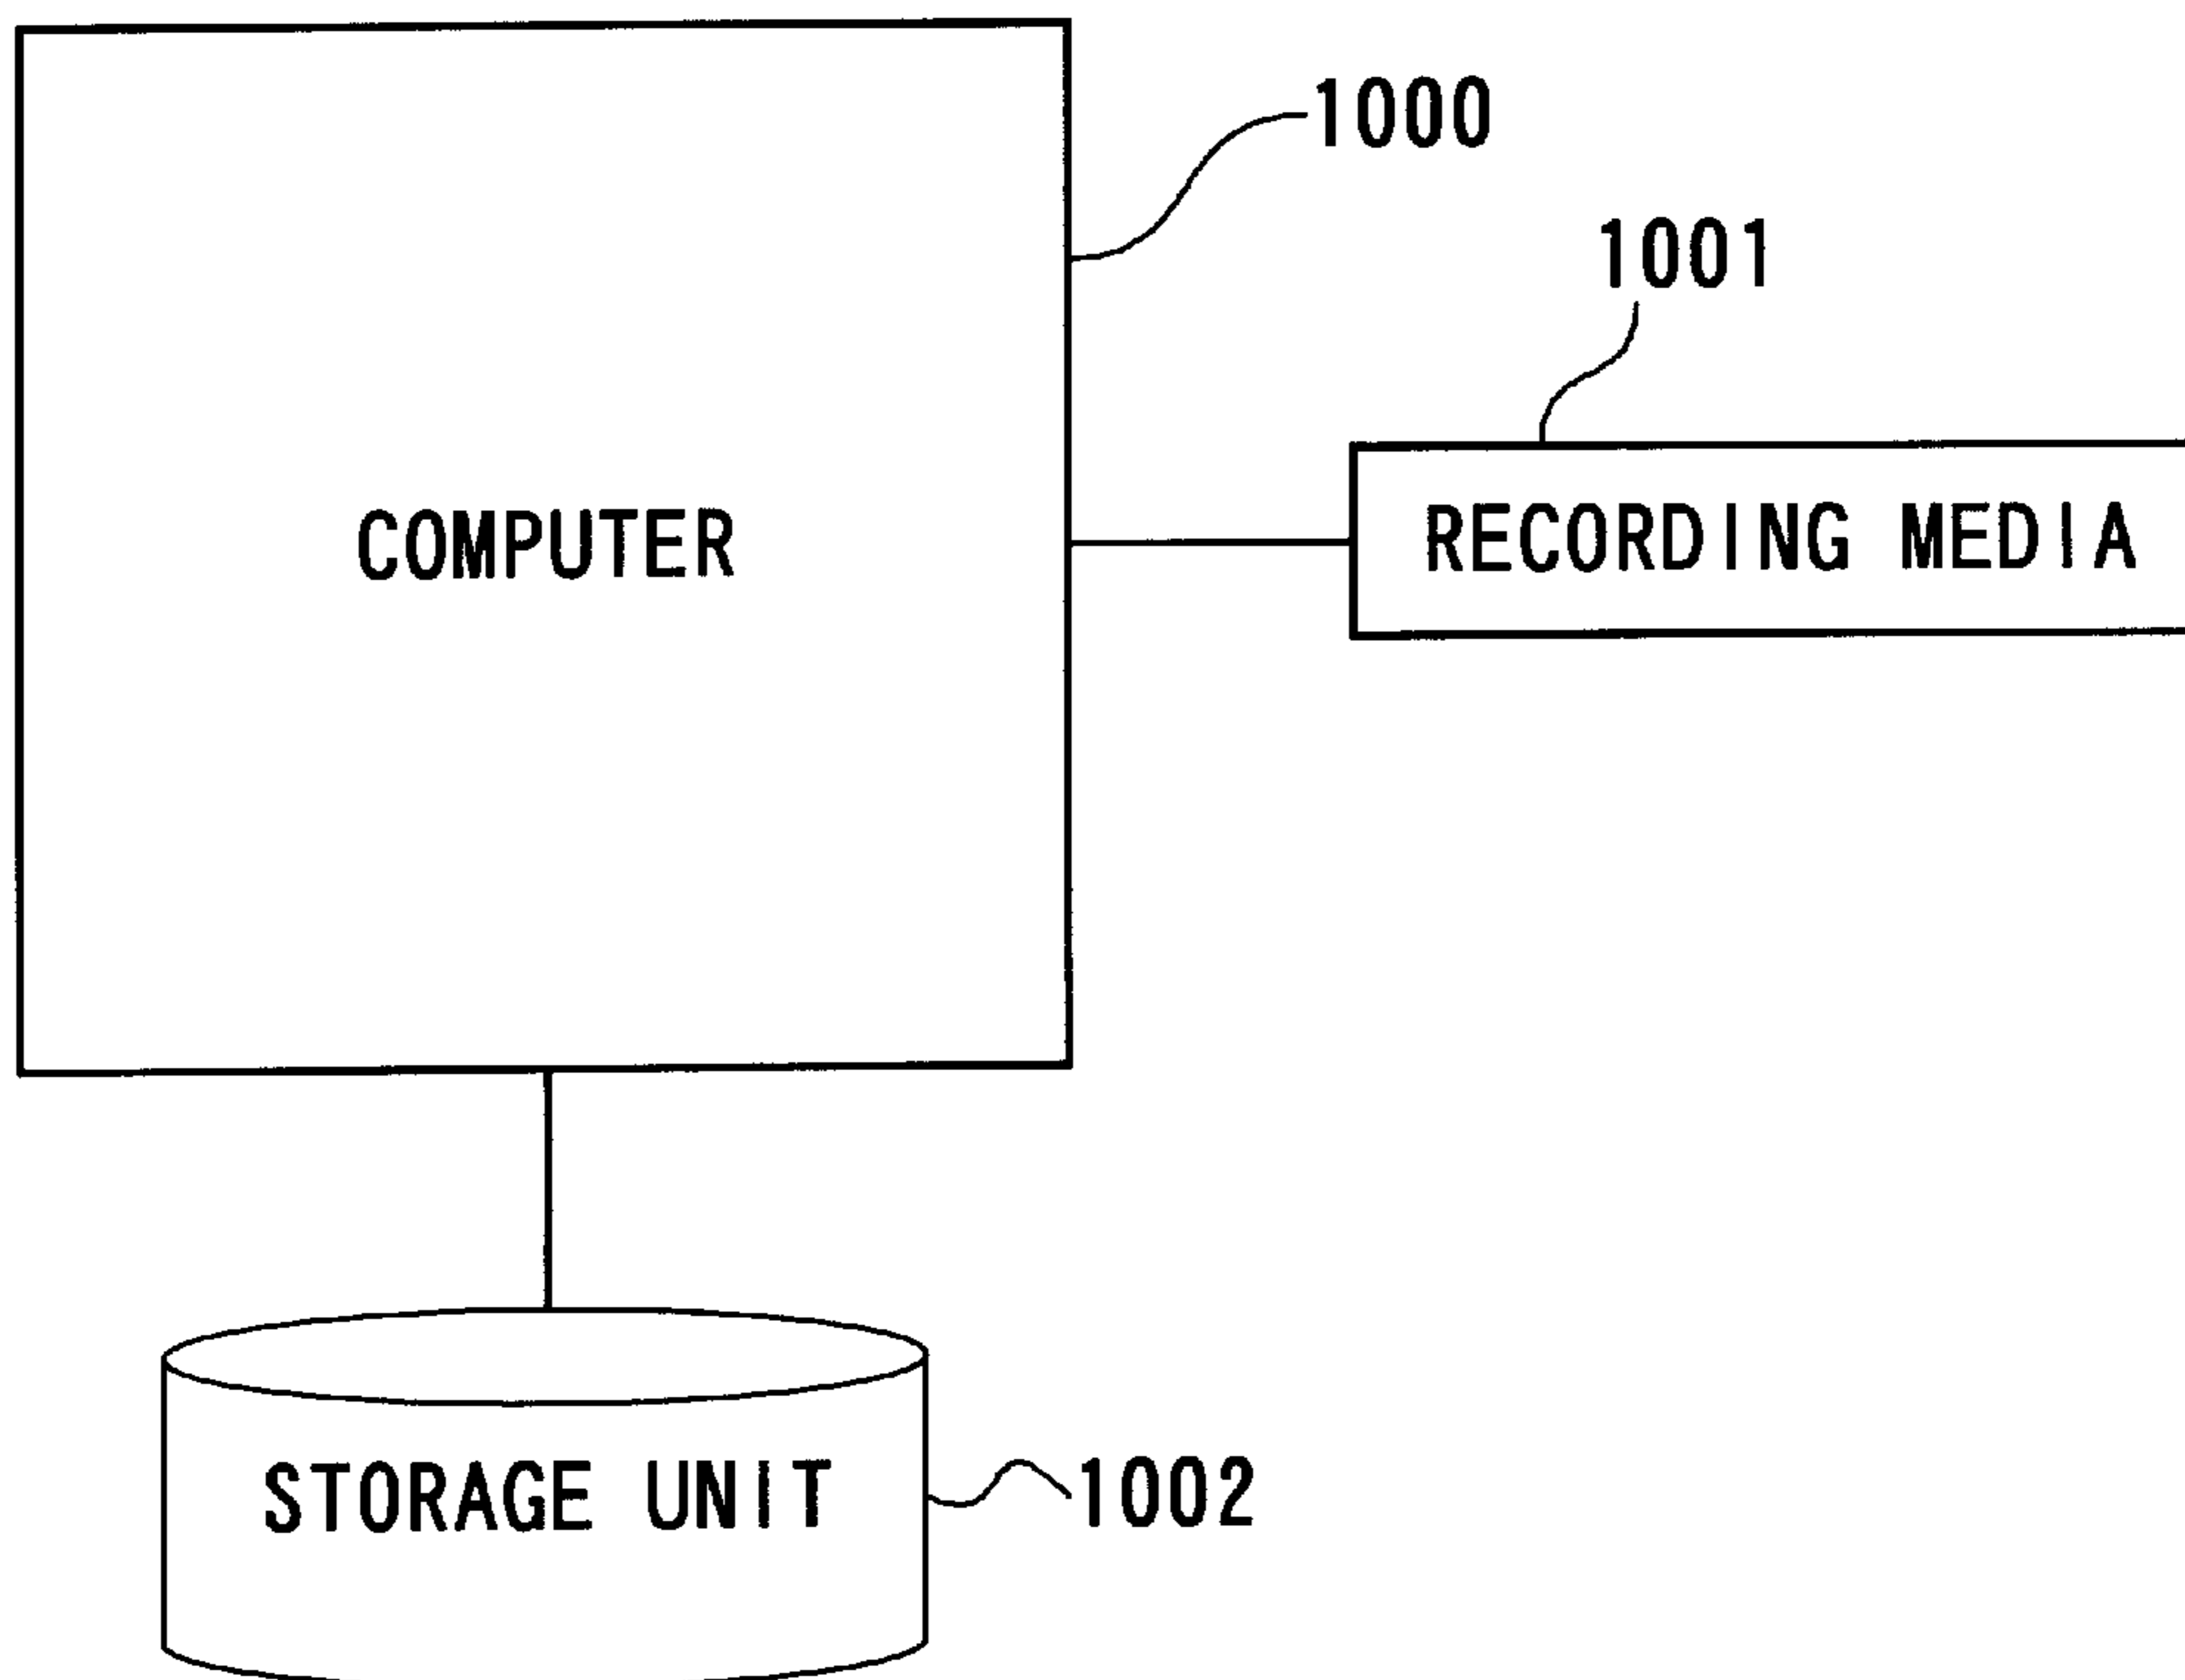 1000
1001
COMPUTER
RECORDING MEDIA
STORAGE UNIT
1002